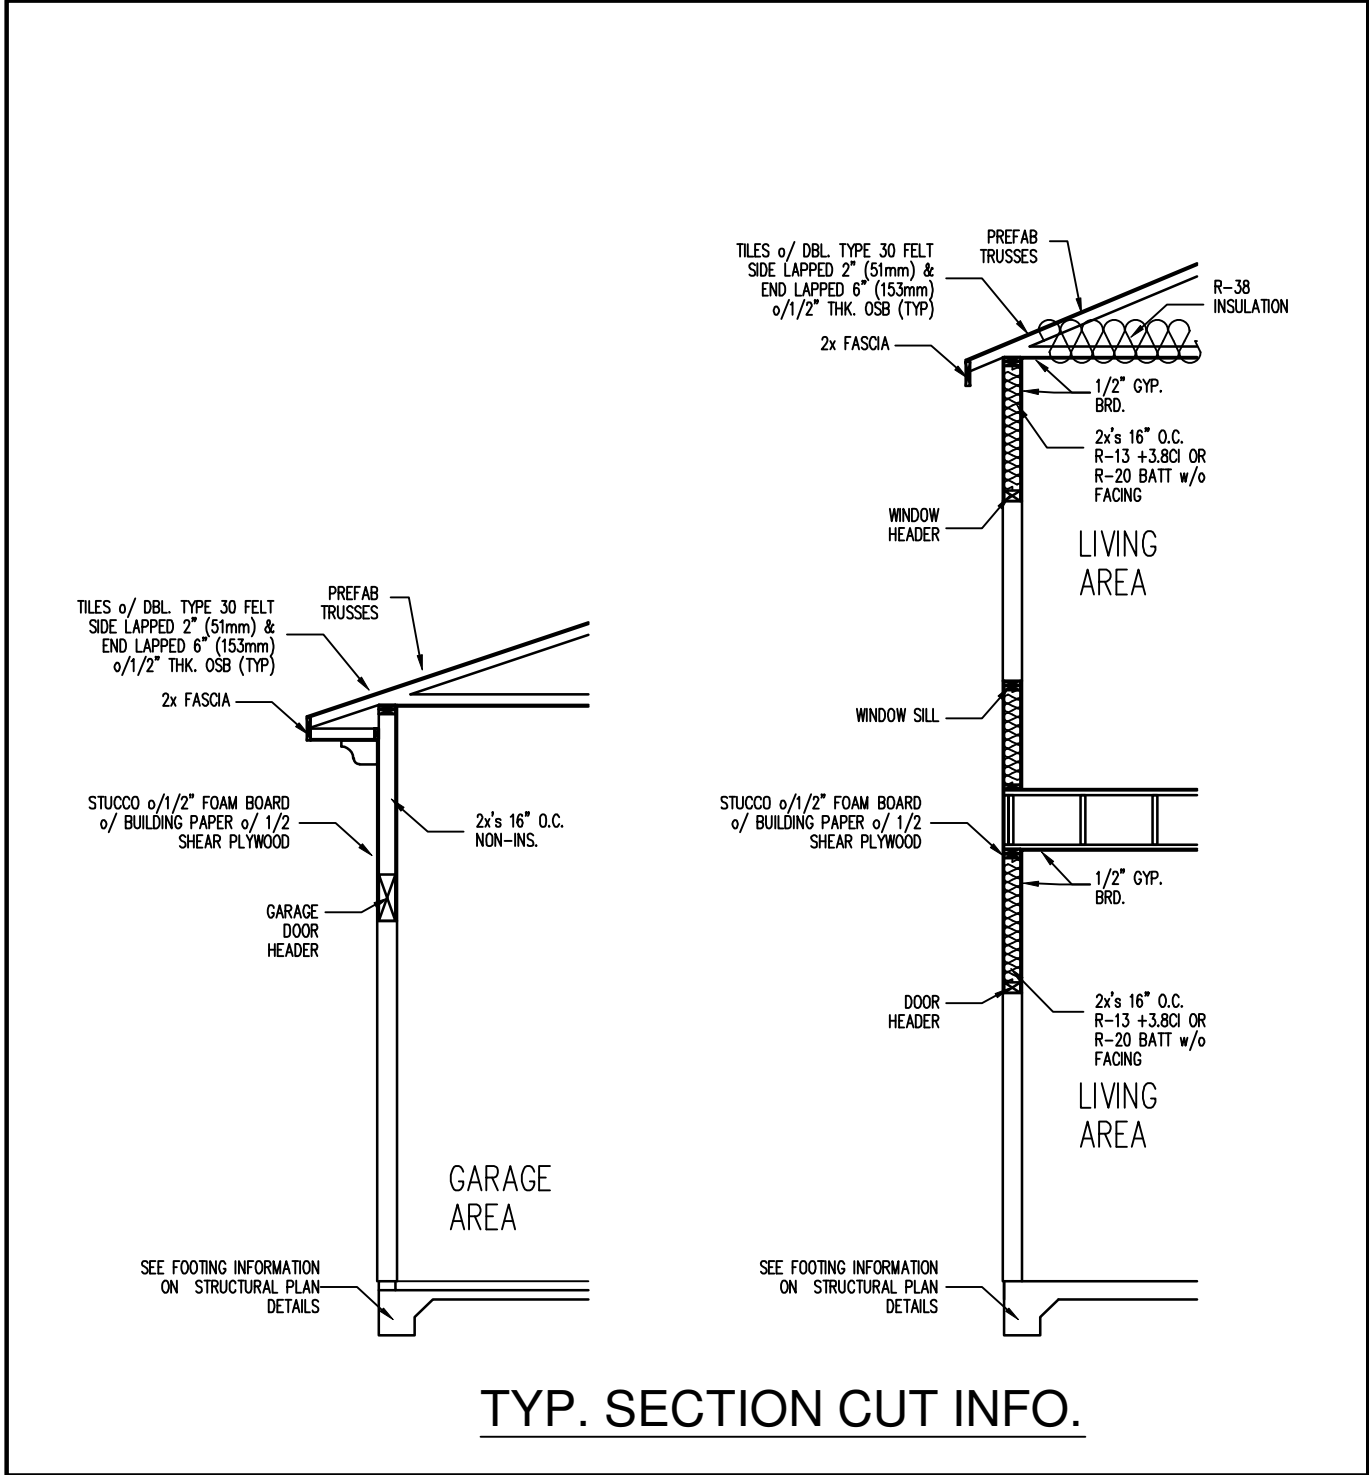 TILES o/ DBL. TYPE 30 FELT
SIDE LAPPED 2" (51mm) &
END LAPPED 6" (153mm)
o/1/2" THK. OSB (TYP)
PREFAB
TRUSSES
2x FASCIA
STUCCO o/1/2" FOAM BOARD
o/ BUILDING PAPER o/ 1/2
SHEAR PLYWOOD
2x's 16" O.C.
NON-INS.
GARAGE
DOOR
HEADER
GARAGE
AREA
SEE FOOTING INFORMATION
ON STRUCTURAL PLAN
DETAILS
TILES o/ DBL. TYPE 30 FELT
SIDE LAPPED 2" (51mm) &
END LAPPED 6" (153mm)
o/1/2" THK. OSB (TYP)
PREFAB
TRUSSES
R-38
INSULATION
2x FASCIA
1/2" GYP.
BRD.
2x's 16" O.C.
R-13 +3.8CI OR
R-20 BATT w/o
FACING
WINDOW
HEADER
LIVING
AREA
WINDOW SILL
STUCCO o/1/2" FOAM BOARD
o/ BUILDING PAPER o/ 1/2
SHEAR PLYWOOD
1/2" GYP.
BRD.
DOOR
HEADER
2x's 16" O.C.
R-13 +3.8CI OR
R-20 BATT w/o
FACING
LIVING
AREA
SEE FOOTING INFORMATION
ON STRUCTURAL PLAN
DETAILS
TYP. SECTION CUT INFO.